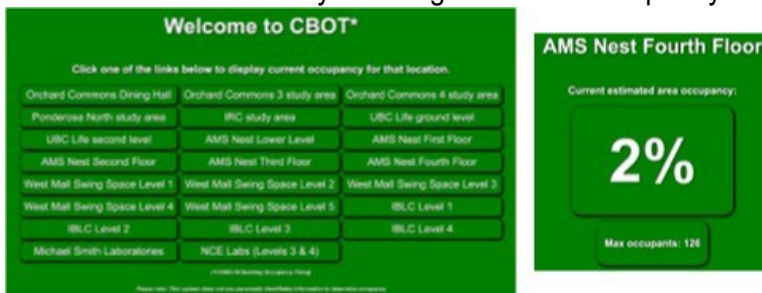 Welcome to CBOT*
Click one of the links below to display current occupancy for that location.
Orchard Commons Dining Hall Orchard Commons 3 study area Orchard Commons 4 study area
Ponderosa North study area IRC study area UBC Life ground level
UBC Life second level AMS Nest Lower Level AMS Nest First Floor
AMS Nest Second Floor AMS Nest Third Floor AMS Nest Fourth Floor
West Mall Swing Space Level 1 West Mall Swing Space Level 2 West Mall Swing Space Level 3
West Mall Swing Space Level 4 West Mall Swing Space Level 5 IBLC Level 1
IBLC Level 2 IBLC Level 3 IBLC Level 4
Michael Smith Laboratories NCE Labs (Levels 3 & 4)
AMS Nest Fourth Floor
Current estimated area occupancy:
2%
Max occupants: 126